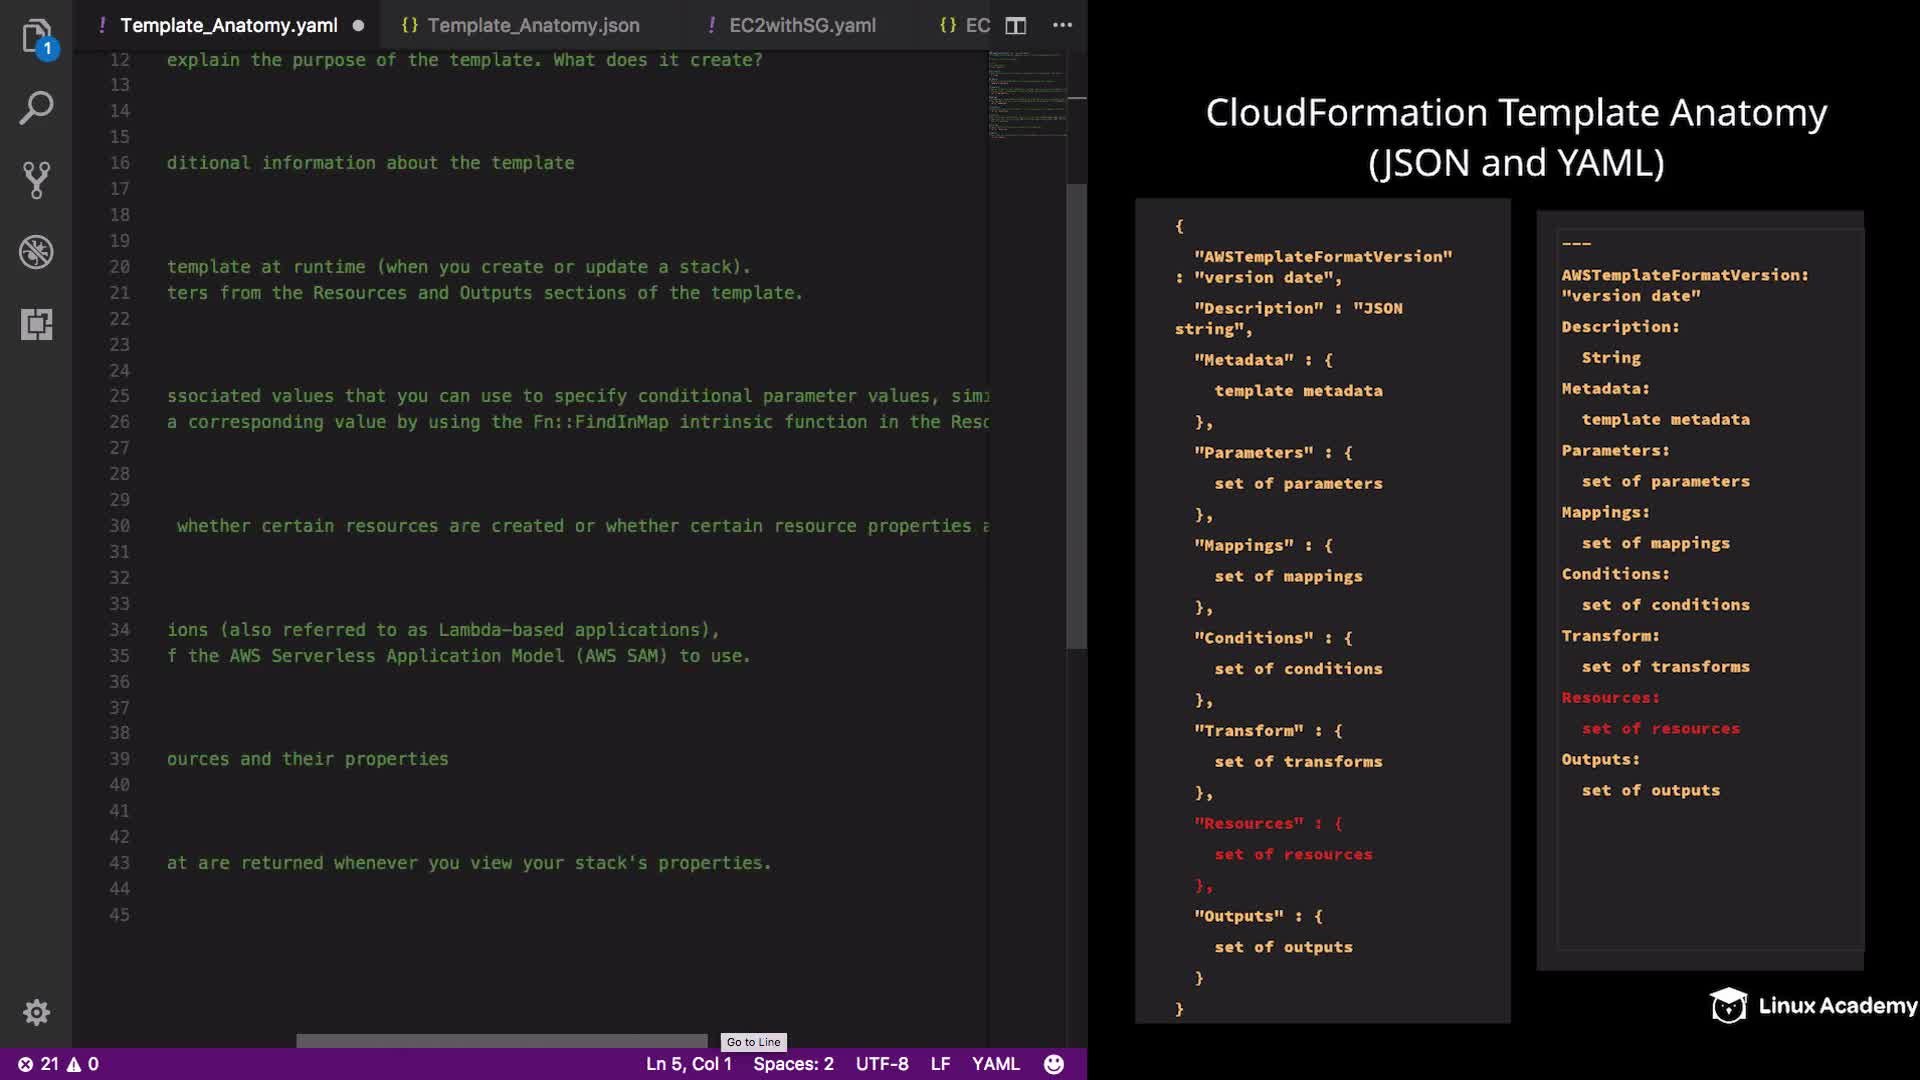 ! Template_Anatomy.yaml ● {} Template_Anatomy.json ! EC2withSG.yaml {} EC ...
1
12 explain the purpose of the template. What does it create?
13
14
15
16 ditional information about the template
17
18
19
20 template at runtime (when you create or update a stack).
21 ters from the Resources and Outputs sections of the template.
22
23
24
25 ssociated values that you can use to specify conditional parameter values, simi
26 a corresponding value by using the Fn::FindInMap intrinsic function in the Reso
27
28
29
30 whether certain resources are created or whether certain resource properties a
31
32
33
34 ions (also referred to as Lambda-based applications),
35 f the AWS Serverless Application Model (AWS SAM) to use.
36
37
38
39 ources and their properties
40
41
42
43 at are returned whenever you view your stack's properties.
44
45
Go to Line
21 0 Ln 5, Col 1 Spaces: 2 UTF-8 LF YAML
CloudFormation Template Anatomy
(JSON and YAML)
{
"AWSTemplateFormatVersion"
: "version date",
"Description" : "JSON
string",
"Metadata" : {
template metadata
},
"Parameters" : {
set of parameters
},
"Mappings" : {
set of mappings
},
"Conditions" : {
set of conditions
},
"Transform" : {
set of transforms
},
"Resources" : {
set of resources
},
"Outputs" : {
set of outputs
}
}
---
AWSTemplateFormatVersion:
"version date"
Description:
String
Metadata:
template metadata
Parameters:
set of parameters
Mappings:
set of mappings
Conditions:
set of conditions
Transform:
set of transforms
Resources:
set of resources
Outputs:
set of outputs
Linux Academy